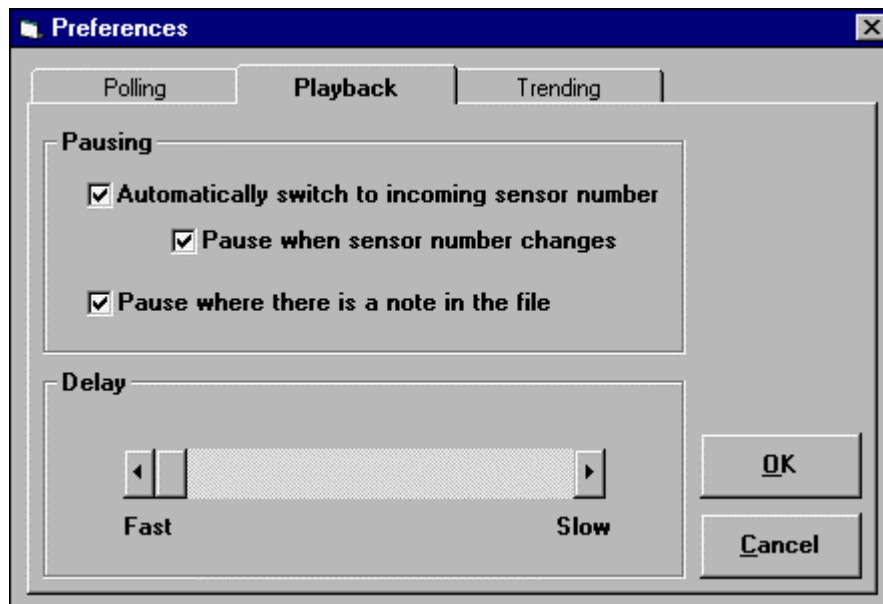 Preferences
Polling Playback Trending
Pausing
Automatically switch to incoming sensor number
Pause when sensor number changes
Pause where there is a note in the file
Delay
Fast Slow
OK
Cancel